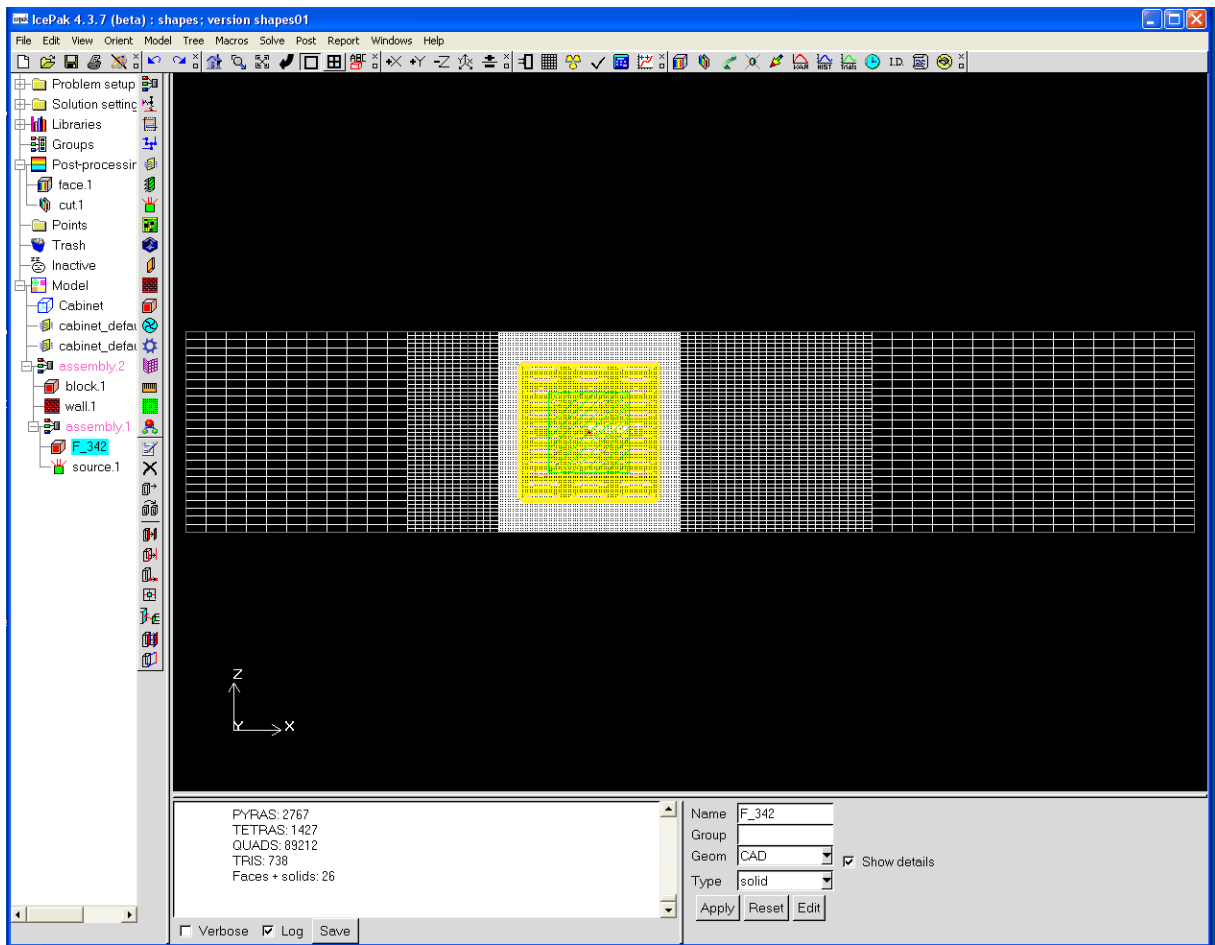 IcePak 4.3.7 (beta) : shapes; version shapes01
File Edit View Orient Model Tree Macros Solve Post Report Windows Help
I.D.
Problem setup
Solution setting
Libraries
Groups
Post-processin
face.1
cut.1
Points
Trash
Inactive
Model
Cabinet
cabinet_defau
cabinet_defau
assembly.2
block.1
wall.1
assembly.1
F_342
source.1
Z
Y X
PYRAS: 2767
TETRAS: 1427
QUADS: 89212
TRIS: 738
Faces + solids: 26
Verbose Log Save
Name F_342
Group
Geom CAD Show details
Type solid
Apply Reset Edit